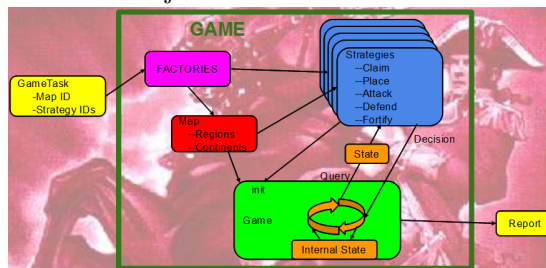 GAME
FACTORIES
GameTask
-Map ID
-Strategy IDs
Strategies
--Claim
--Place
--Attack
--Defend
--Fortify
Map
--Regions
--Continents
State
Decision
Query
init
Game
Internal State
Report